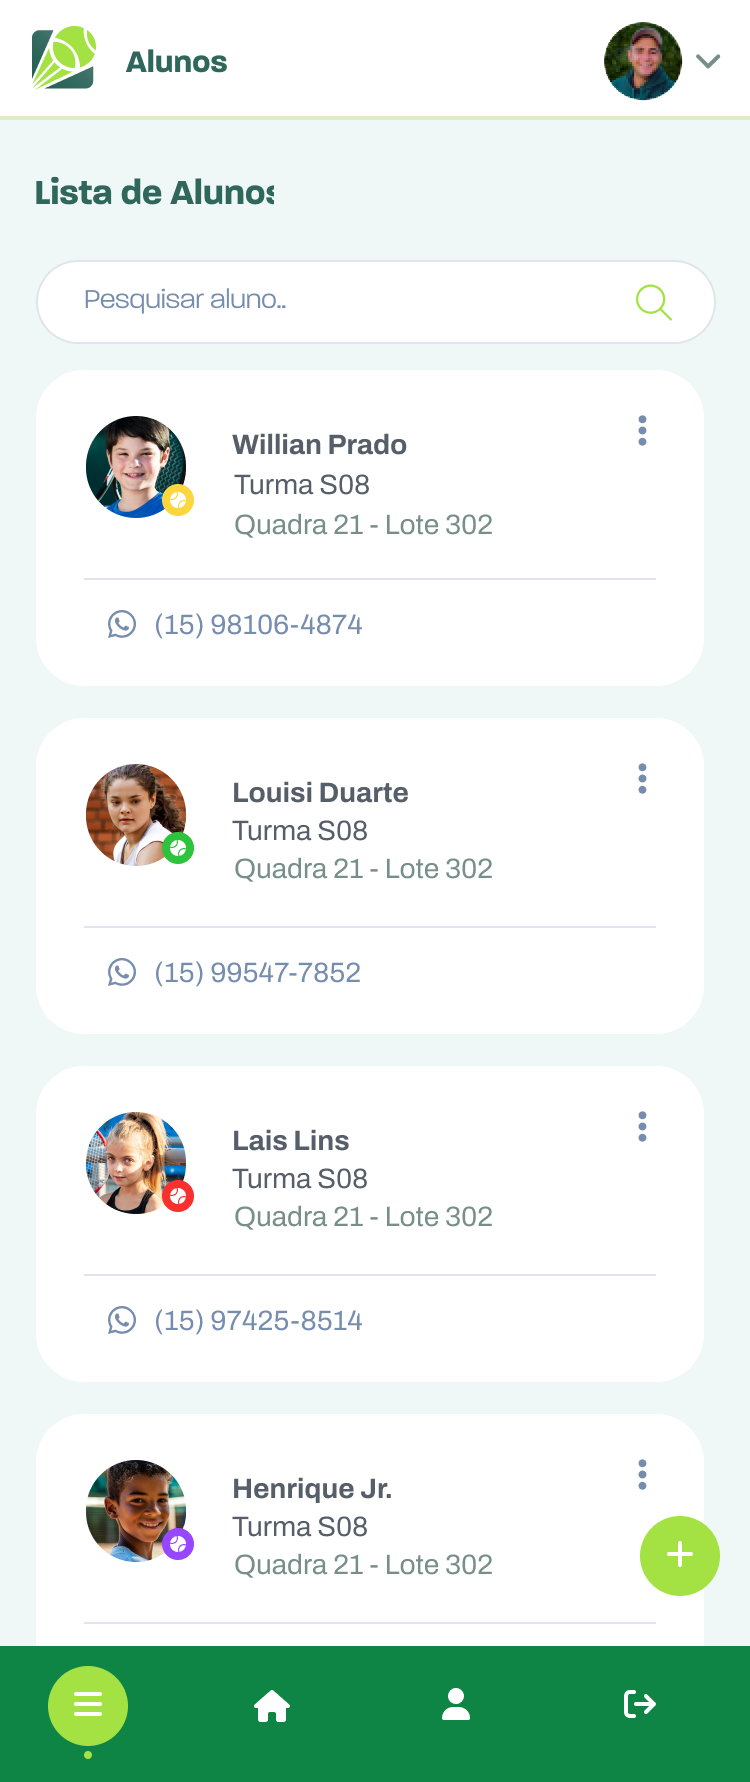 Alunos
Lista de Alunos
Pesquisar aluno..
Willian Prado
Turma S08
Quadra 21 - Lote 302
(15) 98106-4874
Louisi Duarte
Turma S08
Quadra 21 - Lote 302
(15) 99547-7852
Lais Lins
Turma S08
Quadra 21 - Lote 302
(15) 97425-8514
Henrique Jr.
Turma S08
Quadra 21 - Lote 302